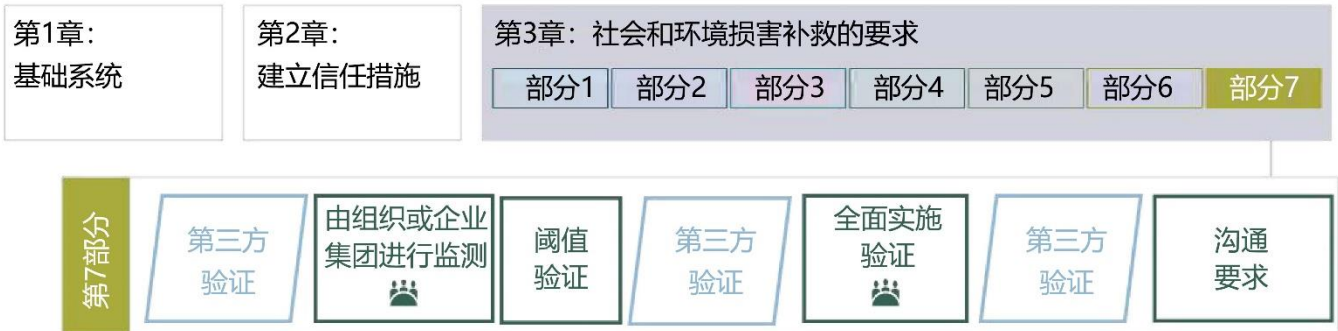 第1章：
基础系统
第2章：
建立信任措施
第3章：社会和环境损害补救的要求
部分1
部分2
部分3
部分4
部分5
部分6
部分7
第7部分
第三方
验证
由组织或企业
集团进行监测
阈值
验证
第三方
验证
全面实施
验证
第三方
验证
沟通
要求